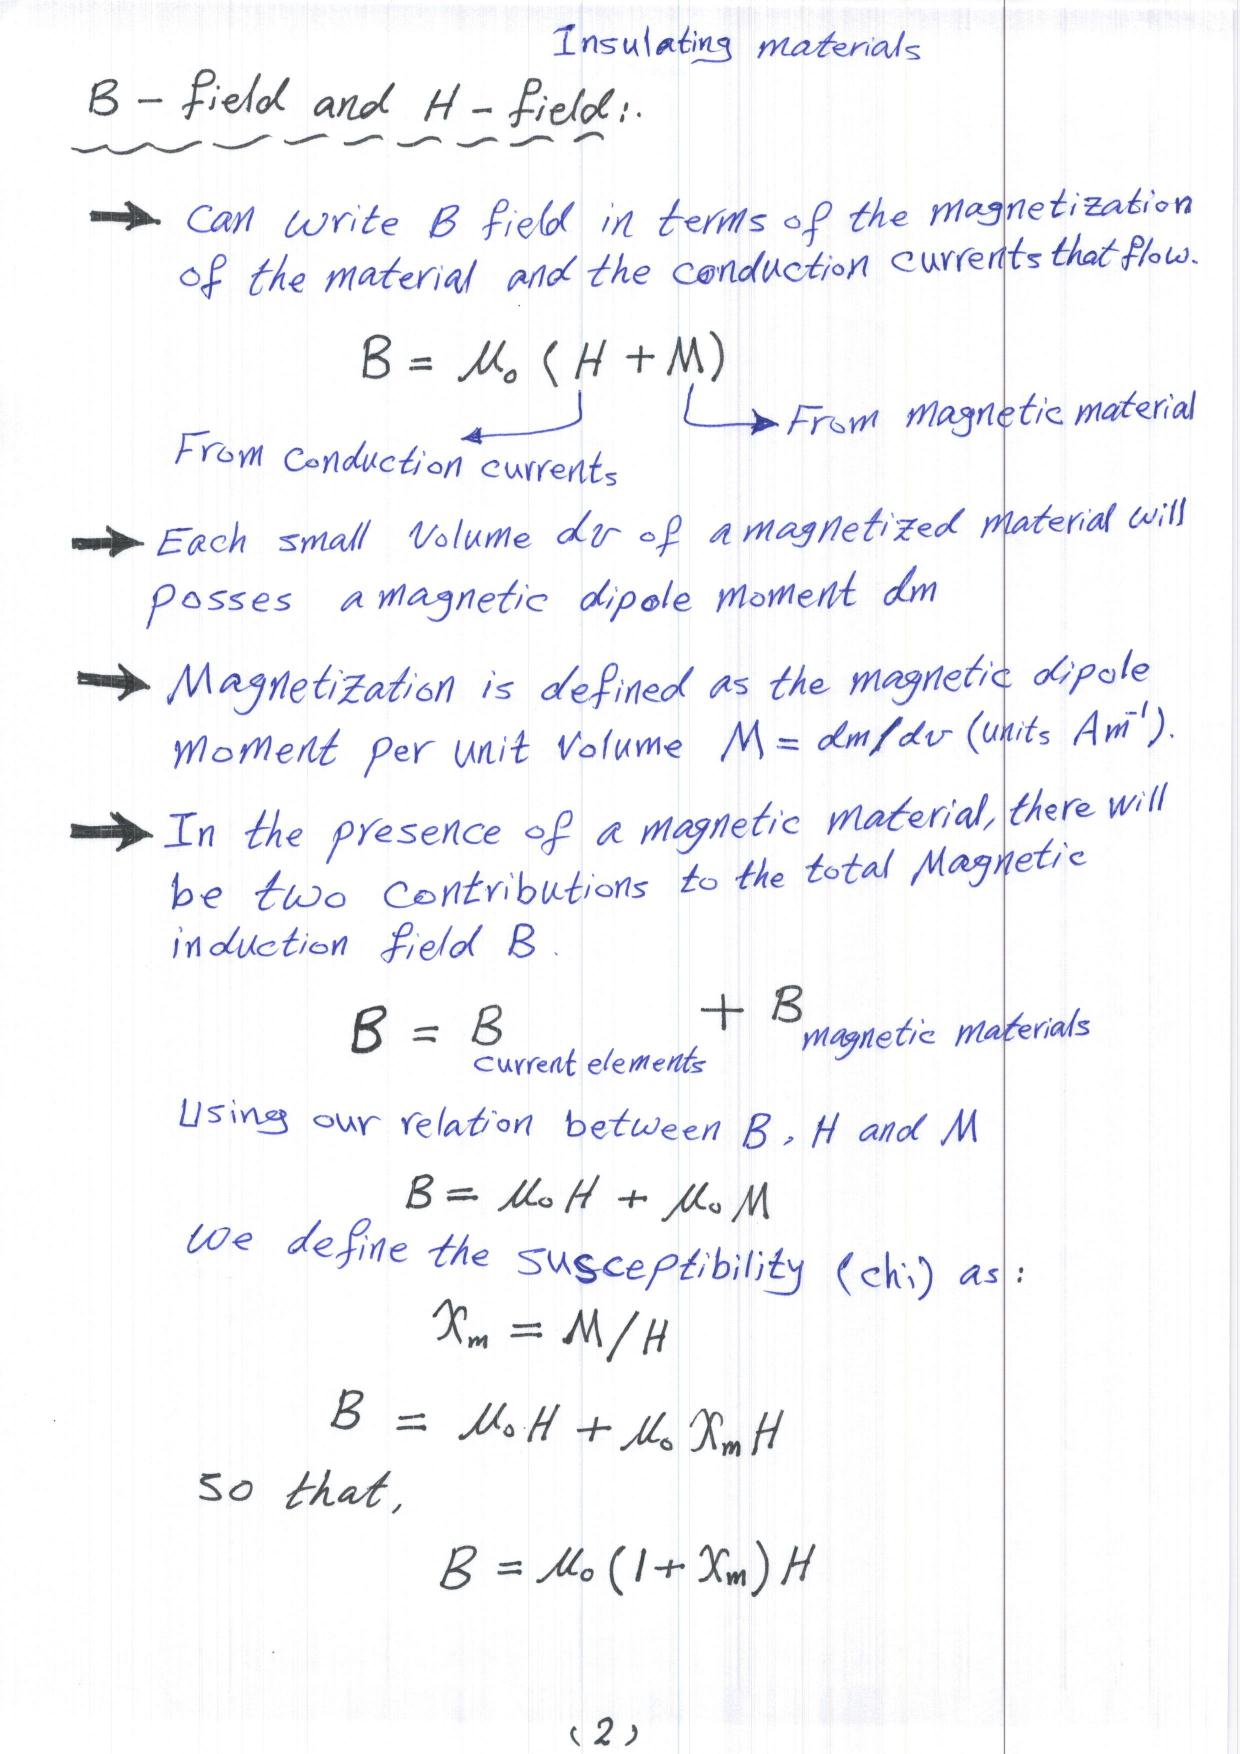 Insulating materials
B - field and H - field:.
→ Can write B field in terms of the magnetization
of the material and the conduction currents that flow.
B = μ₀ (H + M)
→ From magnetic material
From conduction currents
→ Each small volume dv of a magnetized material will
posses a magnetic dipole moment dm
→ Magnetization is defined as the magnetic dipole
moment per unit volume M = dm/dv (units Am⁻¹).
→ In the presence of a magnetic material, there will
be two contributions to the total Magnetic
induction field B.
B = B current elements + B magnetic materials
Using our relation between B, H and M
B = μ₀H + μ₀M
we define the susceptibility (chi) as:
χₘ = M/H
B = μ₀H + μ₀χₘH
so that,
B = μ₀(1+χₘ)H
(2)